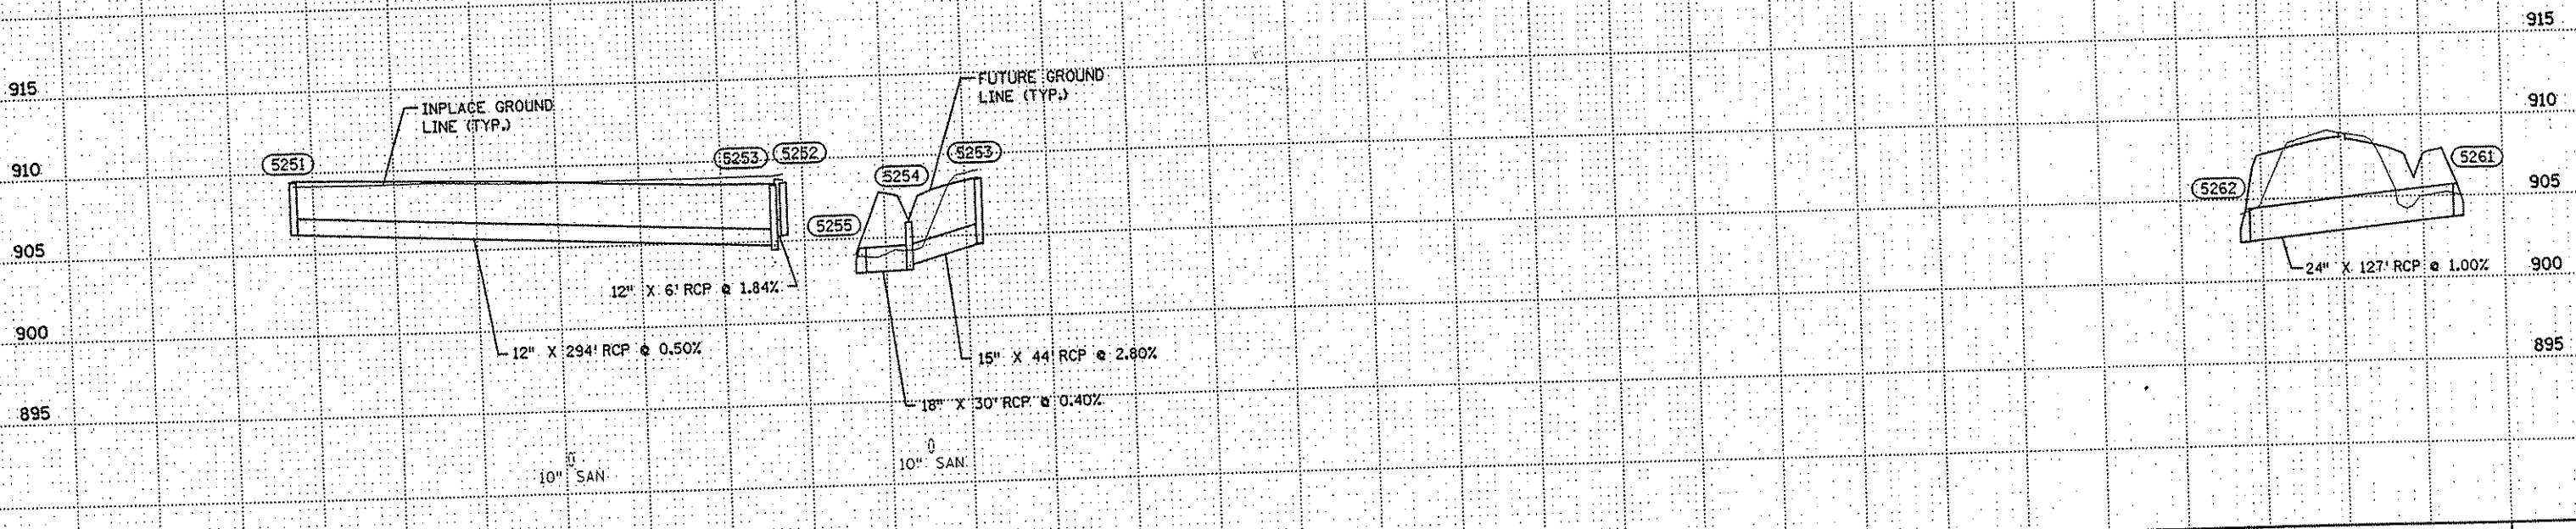 915
910
905
900
895
INPLACE GROUND
LINE (TYP.)
5251
5253
5252
12" X 6' RCP @ 1.84%
12" X 294' RCP @ 0.50%
10" SAN
FUTURE GROUND
LINE (TYP.)
5253
5254
5255
15" X 44' RCP @ 2.80%
18" X 30' RCP @ 0.40%
10" SAN
5262
5261
24" X 127' RCP @ 1.00%
915
910
905
900
895